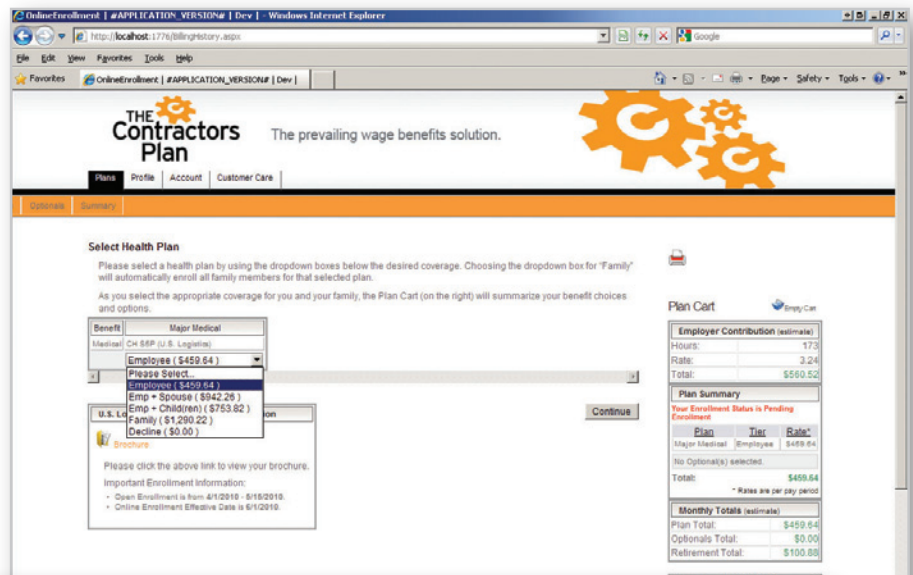 OnlineEnrollment | #APPLICATION_VERSION# | Dev | - Windows Internet Explorer
http://localhost:1776/BillingHistory.aspx
Google
File Edit View Favorites Tools Help
Favorites OnlineEnrollment | #APPLICATION_VERSION# | Dev |
Page Safety Tools
THE Contractors Plan
The prevailing wage benefits solution.
Plans Profile Account Customer Care
Optionals Summary
Select Health Plan
Please select a health plan by using the dropdown boxes below the desired coverage. Choosing the dropdown box for "Family"
will automatically enroll all family members for that selected plan.
As you select the appropriate coverage for you and your family, the Plan Cart (on the right) will summarize your benefit choices
and options.
Benefit Major Medical
Medical CH S6P (U.S. Logistics)
Employee ( $459.64 )
Please Select...
Employee ( $459.64 )
Emp + Spouse ( $942.26 )
Emp + Child(ren) ( $753.82 )
Family ( $1,290.22 )
Decline ( $0.00 )
U.S. Lo
on
Brochure
Please click the above link to view your brochure.
Important Enrollment Information:
• Open Enrollment is from 4/1/2010 - 5/15/2010.
• Online Enrollment Effective Date is 6/1/2010.
Continue
Plan Cart Empty Cart
Employer Contribution (estimate)
Hours: 173
Rate: 3.24
Total: $560.52
Plan Summary
Your Enrollment Status is Pending
Enrollment
Plan Tier Rate*
Major Medical Employee $459.64
No Optional(s) selected.
Total: $459.64
* Rates are per pay period
Monthly Totals (estimate)
Plan Total: $459.64
Optionals Total: $0.00
Retirement Total: $100.88